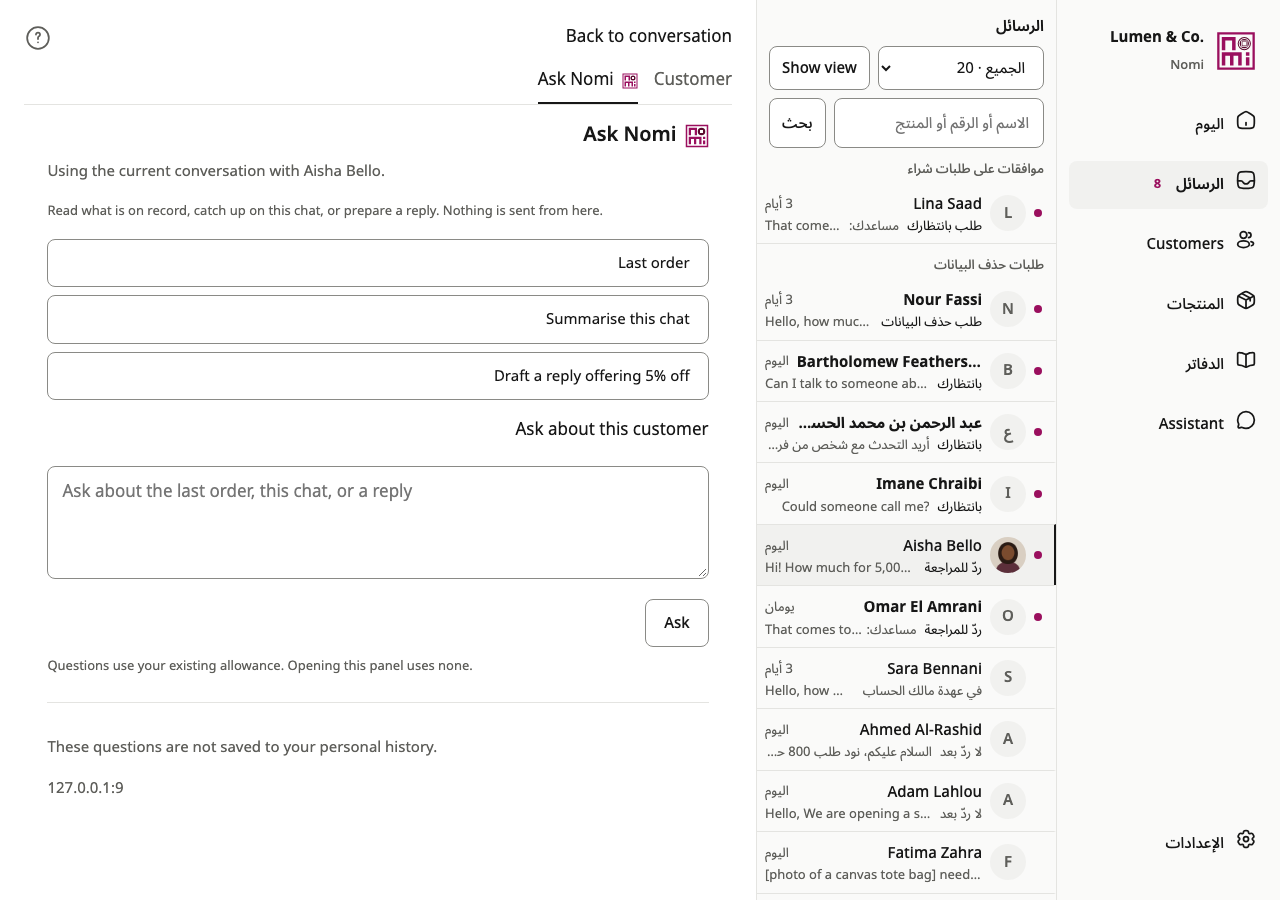 Lumen & Co.
Nomi
اليوم
الرسائل 8
Customers
المنتجات
الدفاتر
Assistant
الإعدادات
الرسائل
الجميع · 20
Show view
الاسم أو الرقم أو المنتج
بحث
موافقات على طلبات شراء
L
Lina Saad
3 أيام
طلب بانتظارك
مساعدك: That come...
طلبات حذف البيانات
N
Nour Fassi
3 أيام
طلب حذف البيانات
Hello, how muc...
B
Bartholomew Feathers...
اليوم
بانتظارك
Can I talk to someone ab...
ع
عبد الرحمن بن محمد الحسـ...
اليوم
بانتظارك
أريد التحدث مع شخص من فر...
I
Imane Chraibi
اليوم
بانتظارك
Could someone call me?
Aisha Bello
اليوم
ردّ للمراجعة
Hi! How much for 5,00...
O
Omar El Amrani
يومان
ردّ للمراجعة
مساعدك: That comes to...
S
Sara Bennani
3 أيام
في عهدة مالك الحساب
Hello, how ...
A
Ahmed Al-Rashid
اليوم
لا ردّ بعد
السلام عليكم، نود طلب 800 حـ...
A
Adam Lahlou
اليوم
لا ردّ بعد
Hello, We are opening a s...
F
Fatima Zahra
اليوم
[photo of a canvas tote bag] need...
Back to conversation
?
Customer
Ask Nomi
Ask Nomi
Using the current conversation with Aisha Bello.
Read what is on record, catch up on this chat, or prepare a reply. Nothing is sent from here.
Last order
Summarise this chat
Draft a reply offering 5% off
Ask about this customer
Ask about the last order, this chat, or a reply
Ask
Questions use your existing allowance. Opening this panel uses none.
These questions are not saved to your personal history.
127.0.0.1:9